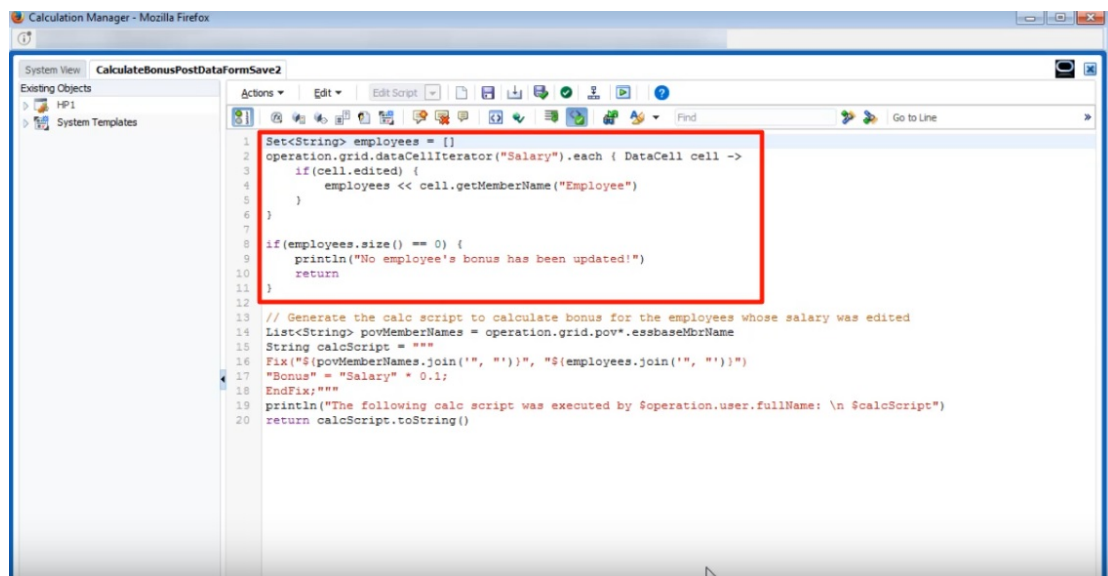 Calculation Manager - Mozilla Firefox
System View CalculateBonusPostDataFormSave2
Existing Objects
HP1
System Templates
Actions Edit Edit Script
Find Go to Line
1 Set<String> employees = []
2 operation.grid.dataCellIterator("Salary").each { DataCell cell ->
3 if(cell.edited) {
4 employees << cell.getMemberName("Employee")
5 }
6 }
7
8 if(employees.size() == 0) {
9 println("No employee's bonus has been updated!")
10 return
11 }
12
13 // Generate the calc script to calculate bonus for the employees whose salary was edited
14 List<String> povMemberNames = operation.grid.pov*.essbaseMbrName
15 String calcScript = """
16 Fix("${povMemberNames.join('", "')}", "${employees.join('", "')}")
17 "Bonus" = "Salary" * 0.1;
18 EndFix;"""
19 println("The following calc script was executed by $operation.user.fullName: \n $calcScript")
20 return calcScript.toString()